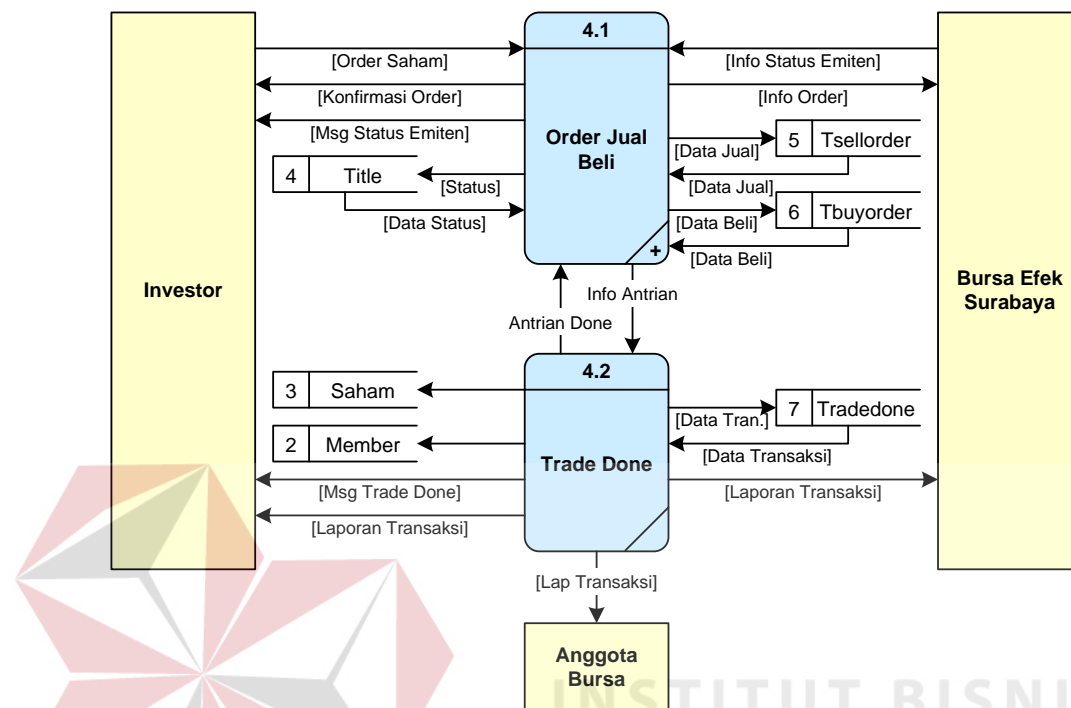 4.1
[Order Saham]
[Info Status Emiten]
[Konfirmasi Order]
[Info Order]
[Msg Status Emiten]
Order Jual
Beli
5 Tsellorder
[Data Jual]
4 Title
[Status]
[Data Jual]
[Data Status]
[Data Beli]
6 Tbuyorder
+
[Data Beli]
Investor
Bursa Efek
Surabaya
Info Antrian
Antrian Done
4.2
3 Saham
7 Tradedone
[Data Tran.]
2 Member
[Data Transaksi]
Trade Done
[Msg Trade Done]
[Laporan Transaksi]
[Laporan Transaksi]
[Lap Transaksi]
Anggota
Bursa
INSTITUT BISNI